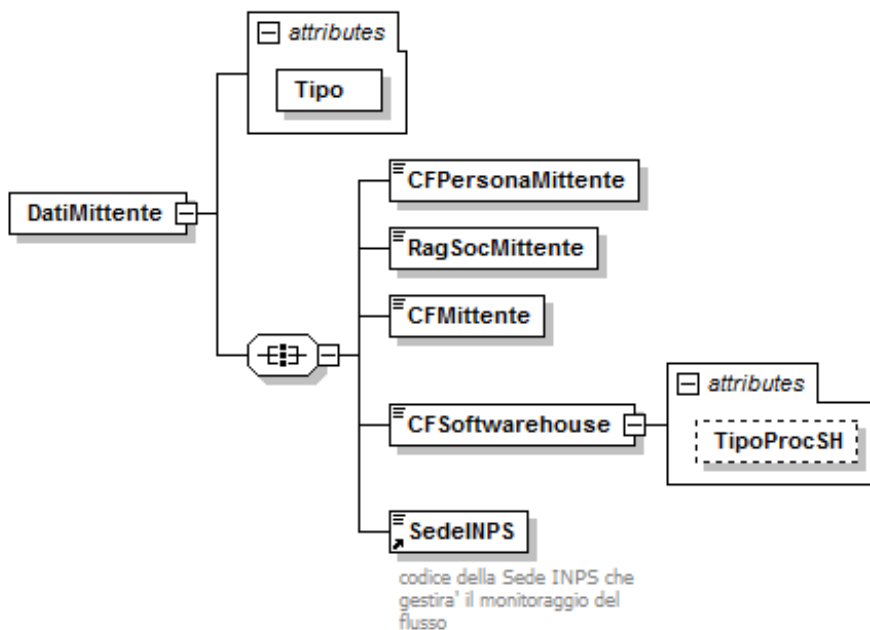 attributes
Tipo
DatiMittente
CFPersonaMittente
RagSocMittente
CFMittente
CFSoftwarehouse
attributes
TipoProcSH
SedeINPS
codice della Sede INPS che
gestira' il monitoraggio del
flusso